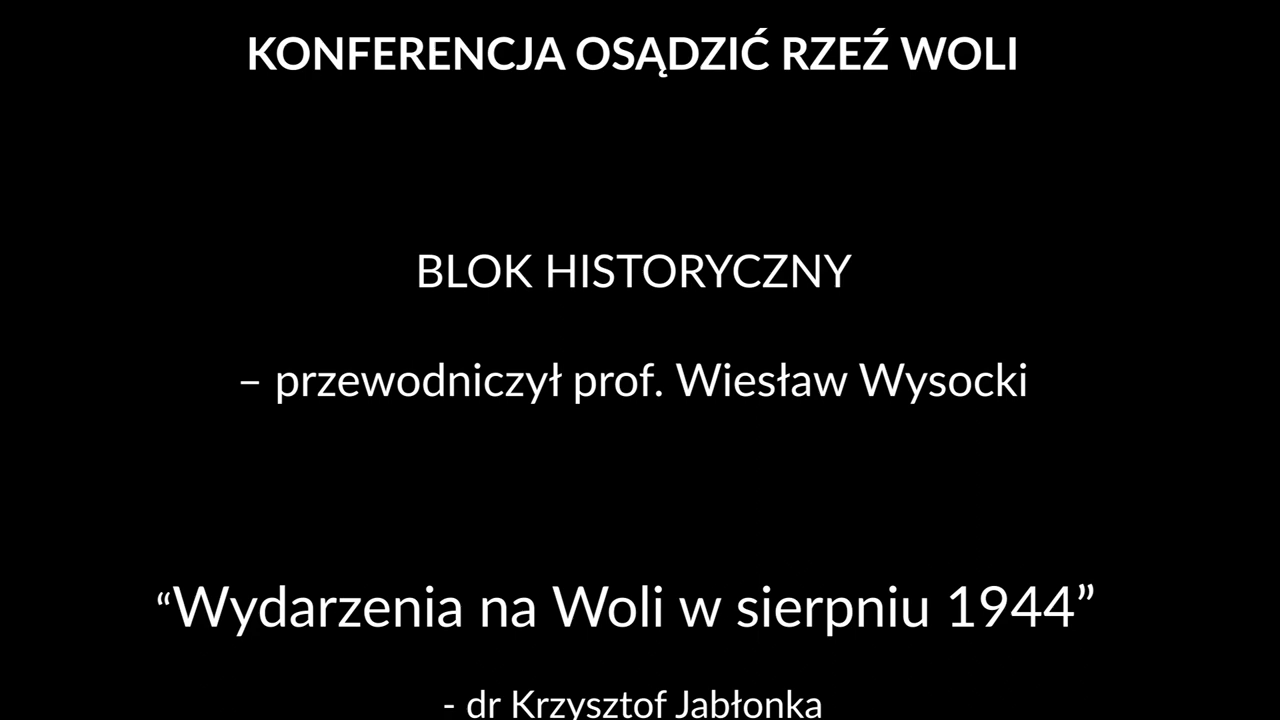 KONFERENCJA OSĄDZIĆ RZEŹ WOLI
BLOK HISTORYCZNY
– przewodniczył prof. Wiesław Wysocki
“Wydarzenia na Woli w sierpniu 1944”
- dr Krzysztof Jabłonka